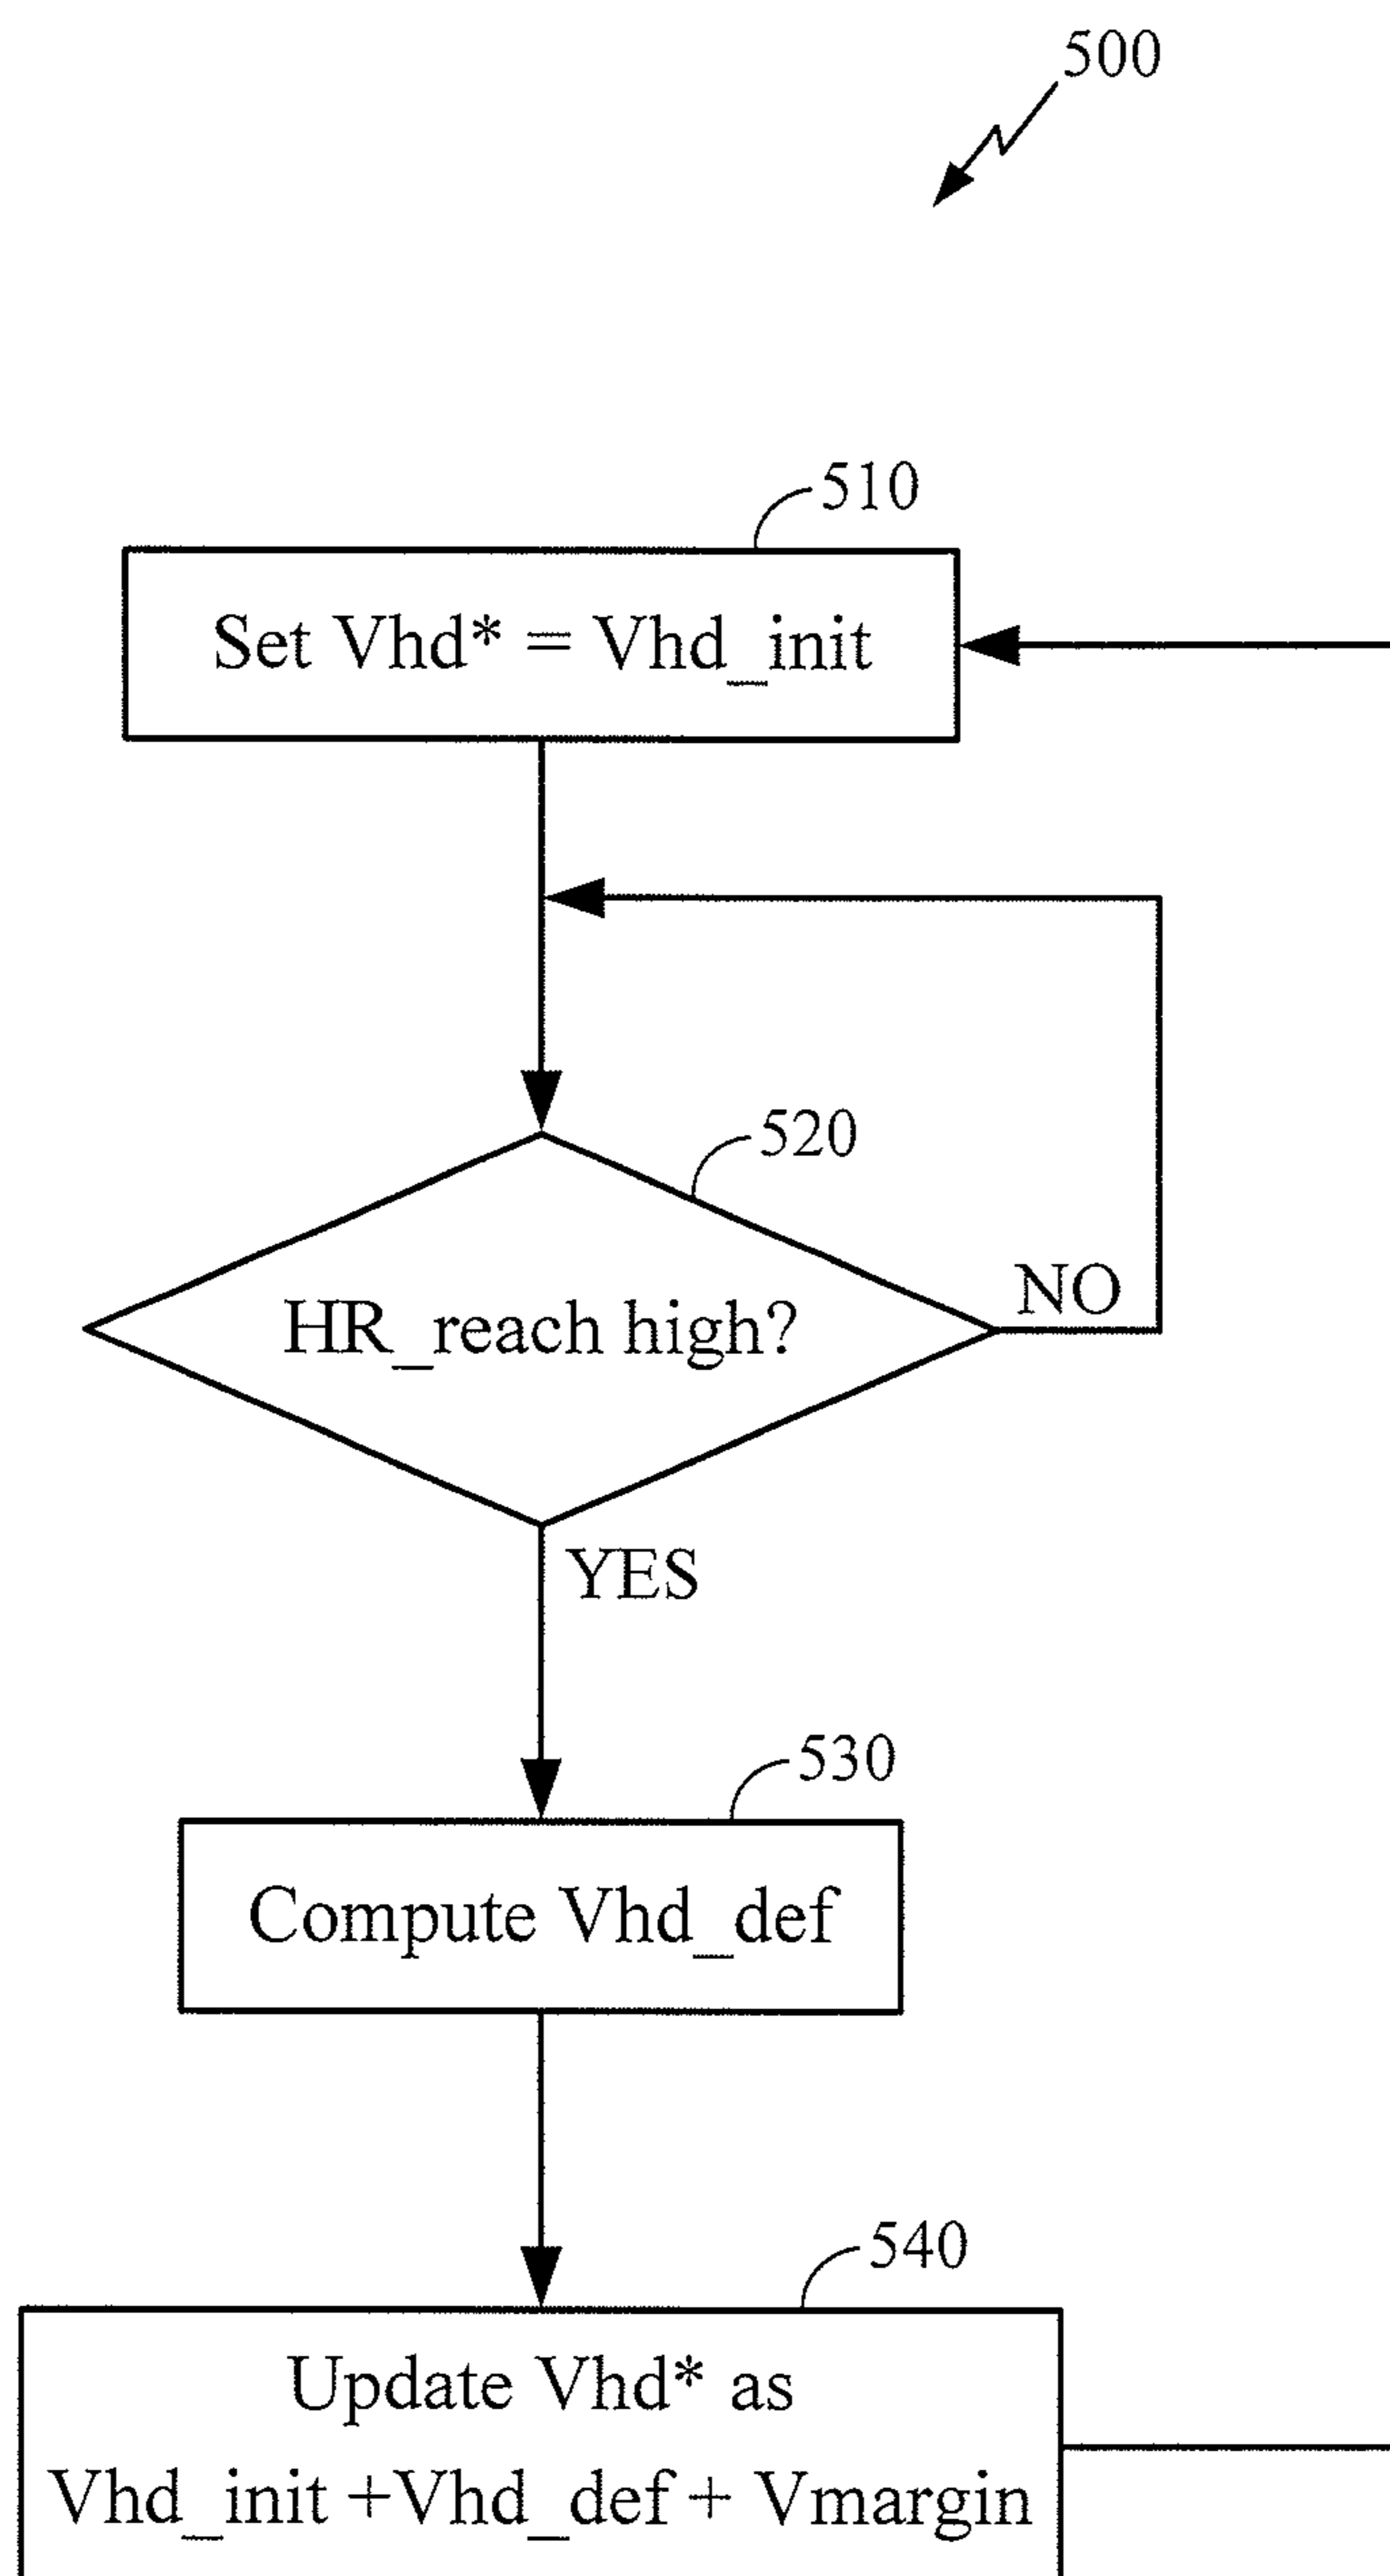 500
510
Set Vhd* = Vhd_init
520
HR_reach high?
NO
YES
530
Compute Vhd_def
540
Update Vhd* as
Vhd_init +Vhd_def + Vmargin